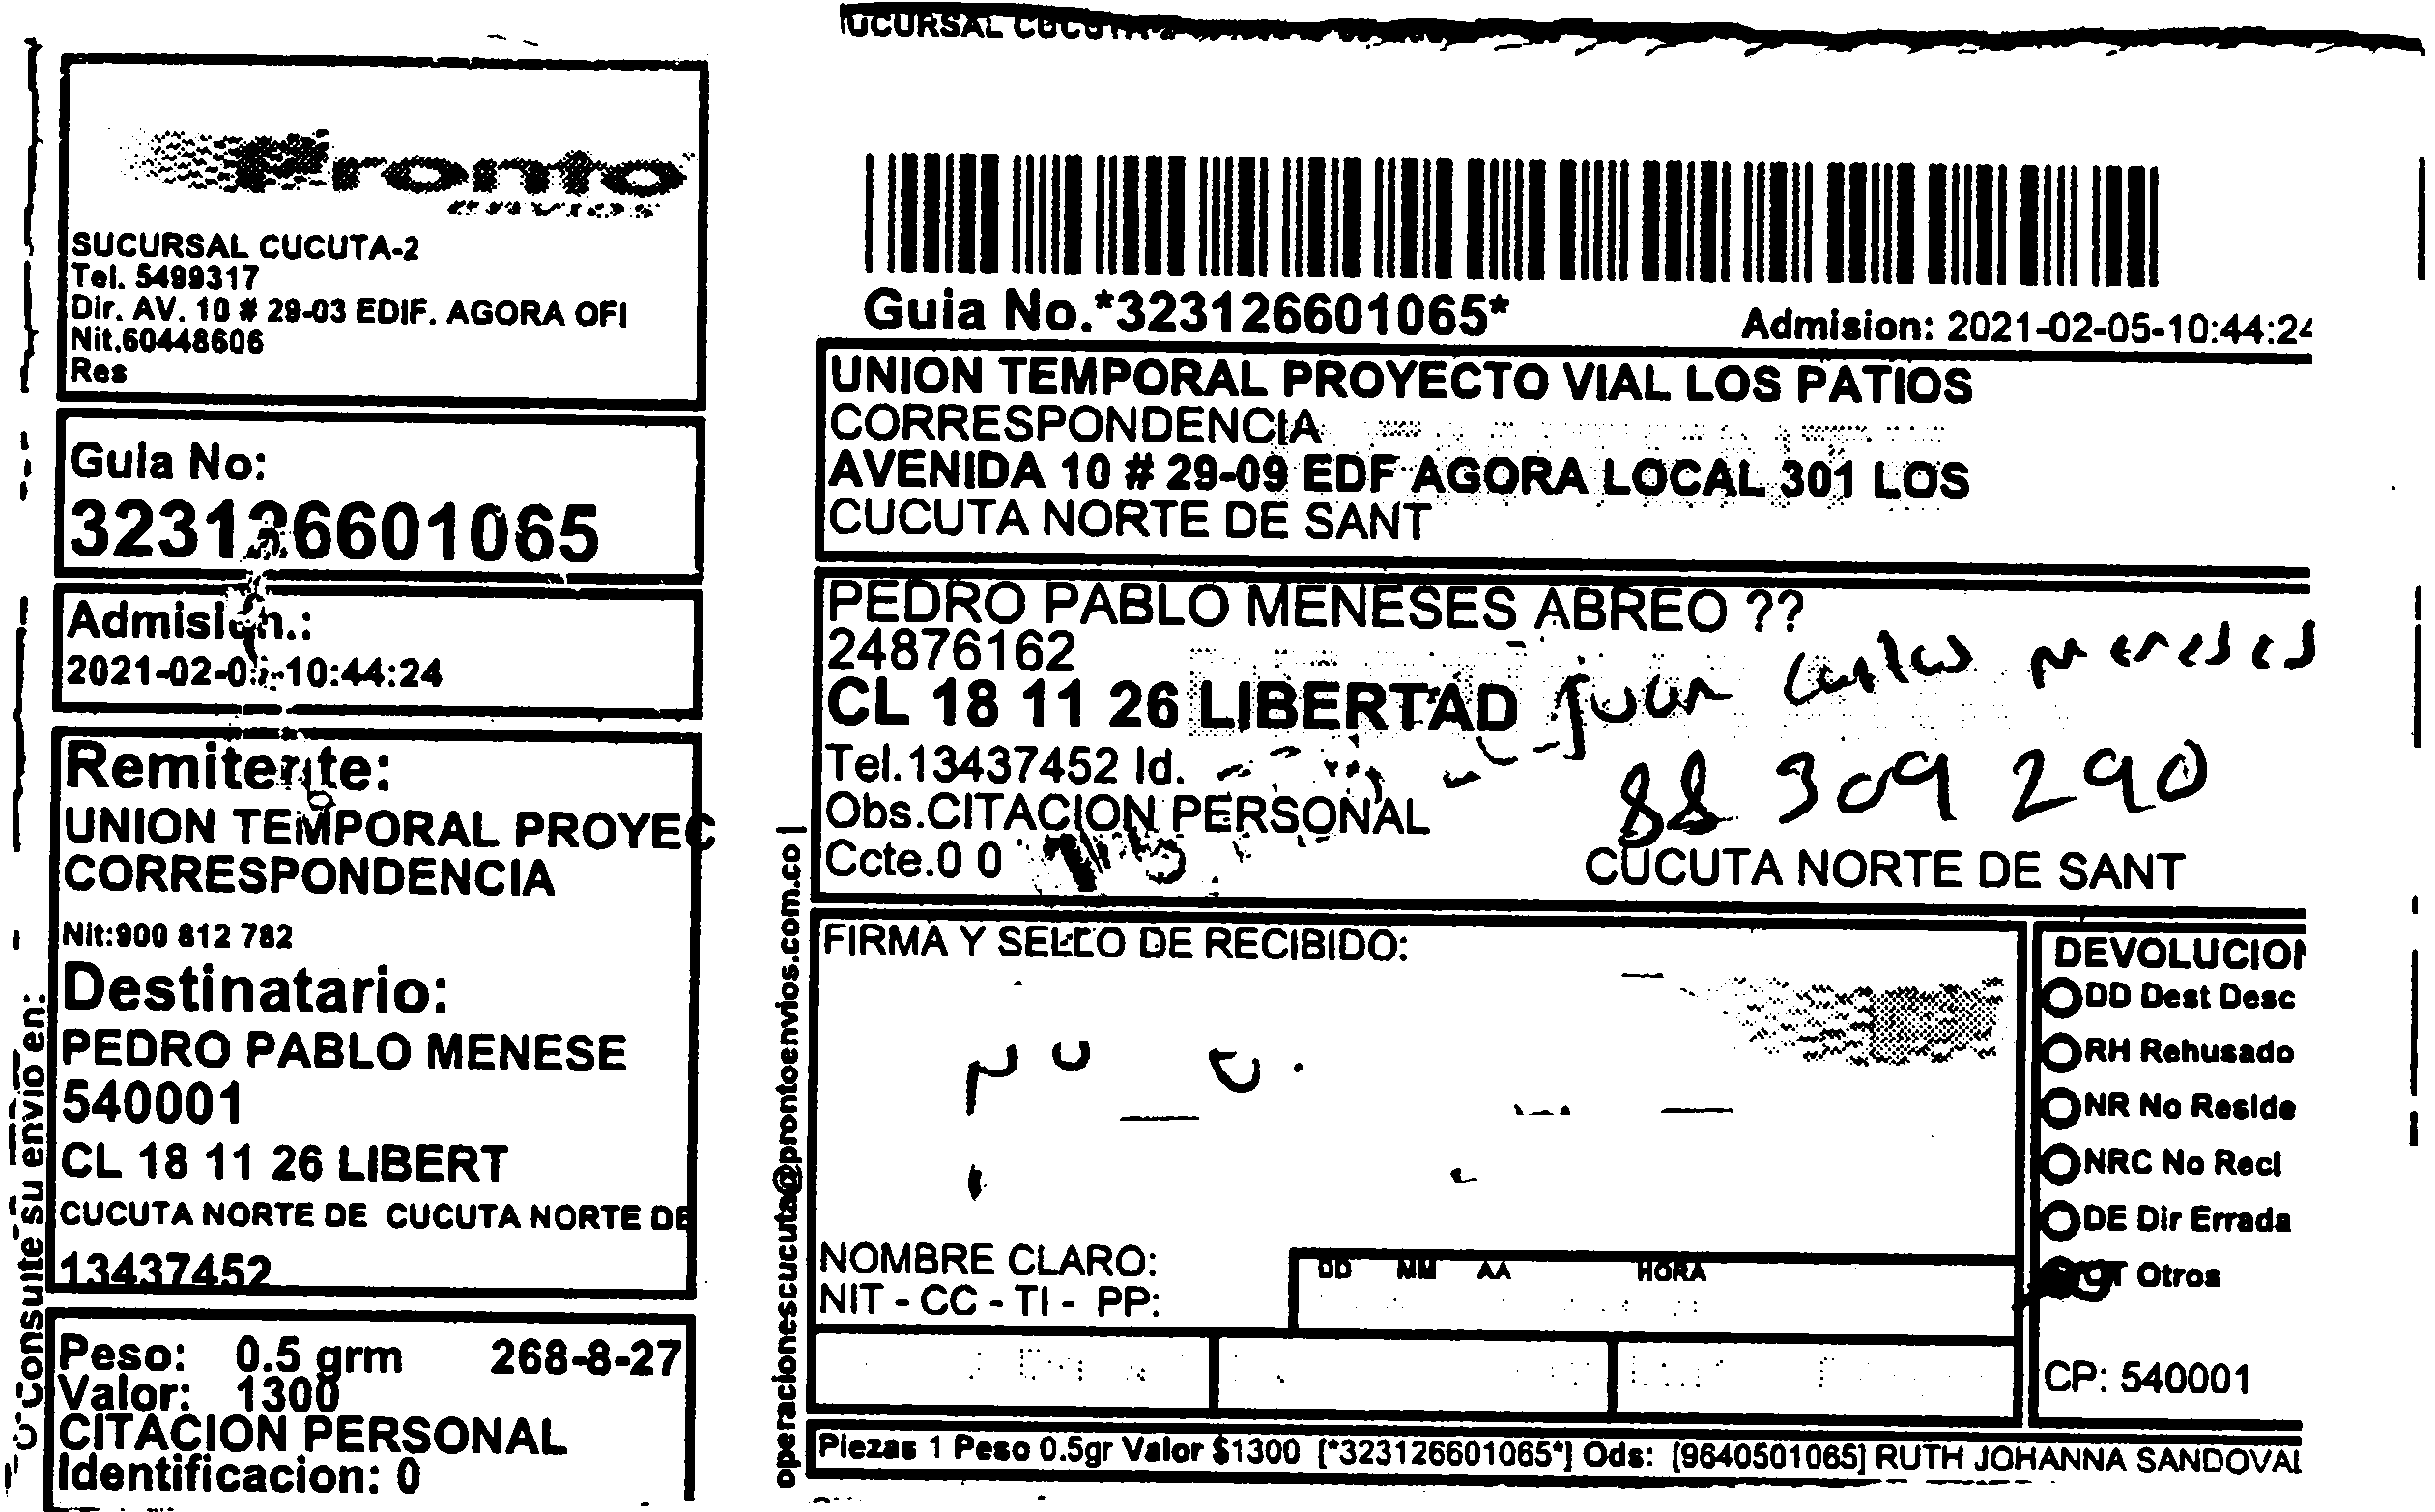 Pronto
envios
SUCURSAL CUCUTA-2
Tel. 5499317
Dir. AV. 10 # 29-03 EDIF. AGORA OFI
Nit.60448606
Res
Guia No:
323126601065
Admision.:
2021-02-05-10:44:24
Remitente:
UNION TEMPORAL PROYEC
CORRESPONDENCIA
Nit:900 812 782
Destinatario:
PEDRO PABLO MENESE
540001
CL 18 11 26 LIBERT
CUCUTA NORTE DE CUCUTA NORTE DE
13437452
Peso: 0.5 grm 268-8-27
Valor: 1300
CITACION PERSONAL
Identificacion: 0
Consulte su envio en:
operacionescucuta@prontoenvios.com.co |
UCURSAL CUCUTA-2
Guia No.*323126601065*
Admision: 2021-02-05-10:44:24
UNION TEMPORAL PROYECTO VIAL LOS PATIOS
CORRESPONDENCIA
AVENIDA 10 # 29-09 EDF AGORA LOCAL 301 LOS
CUCUTA NORTE DE SANT
PEDRO PABLO MENESES ABREO ??
24876162
CL 18 11 26 LIBERTAD
Juan Carlos meneses
Tel.13437452 Id.
88 309 290
Obs.CITACION PERSONAL
Ccte.0 0
CUCUTA NORTE DE SANT
FIRMA Y SELLO DE RECIBIDO:
NOMBRE CLARO:
NIT - CC - TI - PP:
DD MM AA HORA
DEVOLUCION
DD Dest Desc
RH Rehusado
NR No Reside
NRC No Reci
DE Dir Errada
OT Otros
CP: 540001
Piezas 1 Peso 0.5gr Valor $1300 [*323126601065*] Ods: [9640501065] RUTH JOHANNA SANDOVAL